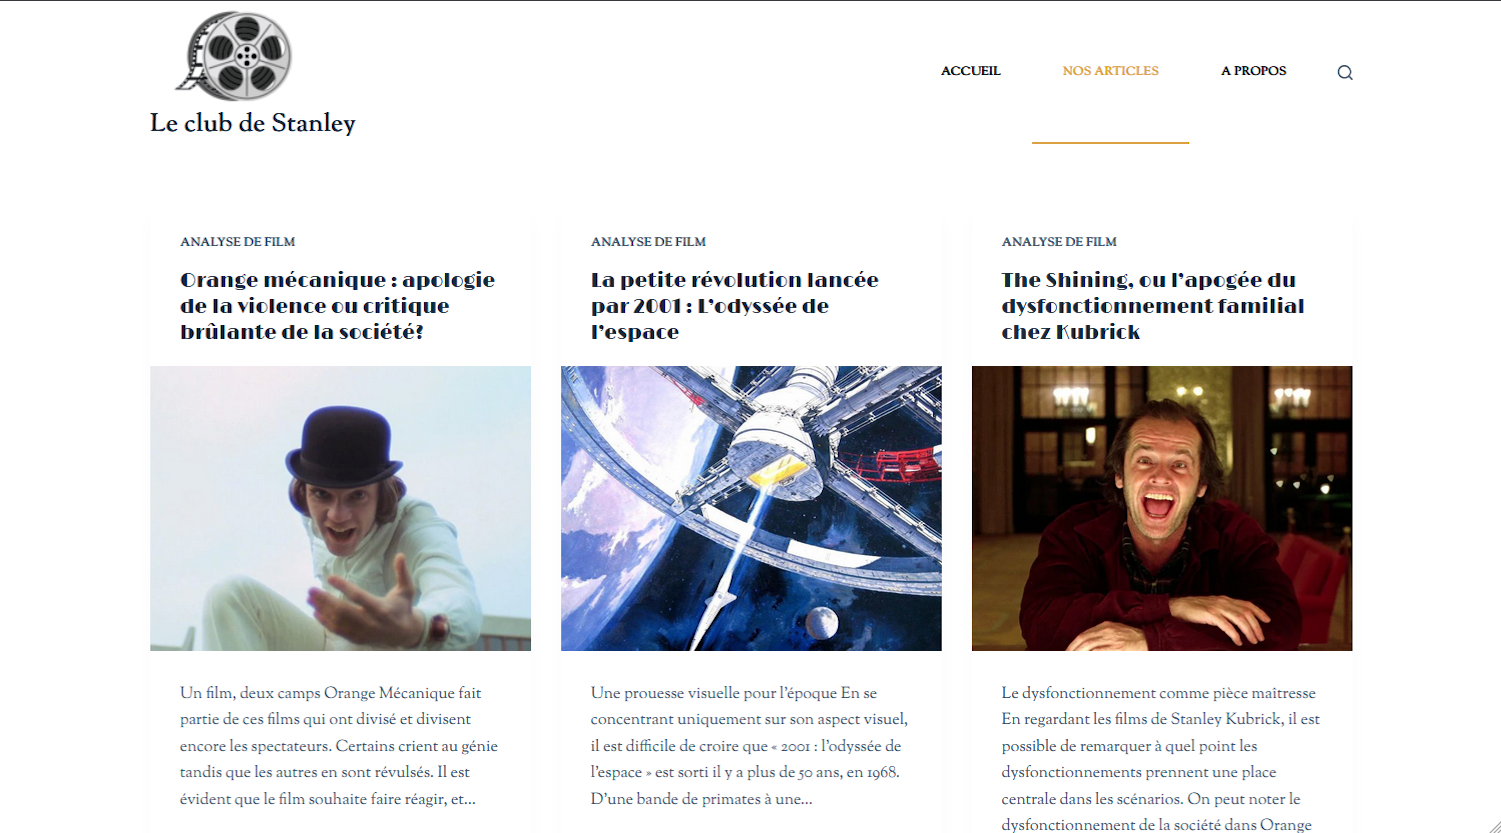 Le club de Stanley
ACCUEIL
NOS ARTICLES
A PROPOS
ANALYSE DE FILM
Orange mécanique : apologie
de la violence ou critique
brûlante de la société?
Un film, deux camps Orange Mécanique fait
partie de ces films qui ont divisé et divisent
encore les spectateurs. Certains crient au génie
tandis que les autres en sont révulsés. Il est
évident que le film souhaite faire réagir, et…
ANALYSE DE FILM
La petite révolution lancée
par 2001 : L’odyssée de
l’espace
Une prouesse visuelle pour l’époque En se
concentrant uniquement sur son aspect visuel,
il est difficile de croire que « 2001 : l’odyssée de
l’espace » est sorti il y a plus de 50 ans, en 1968.
D’une bande de primates à une…
ANALYSE DE FILM
The Shining, ou l’apogée du
dysfonctionnement familial
chez Kubrick
Le dysfonctionnement comme pièce maîtresse
En regardant les films de Stanley Kubrick, il est
possible de remarquer à quel point les
dysfonctionnements prennent une place
centrale dans les scénarios. On peut noter le
dysfonctionnement de la société dans Orange